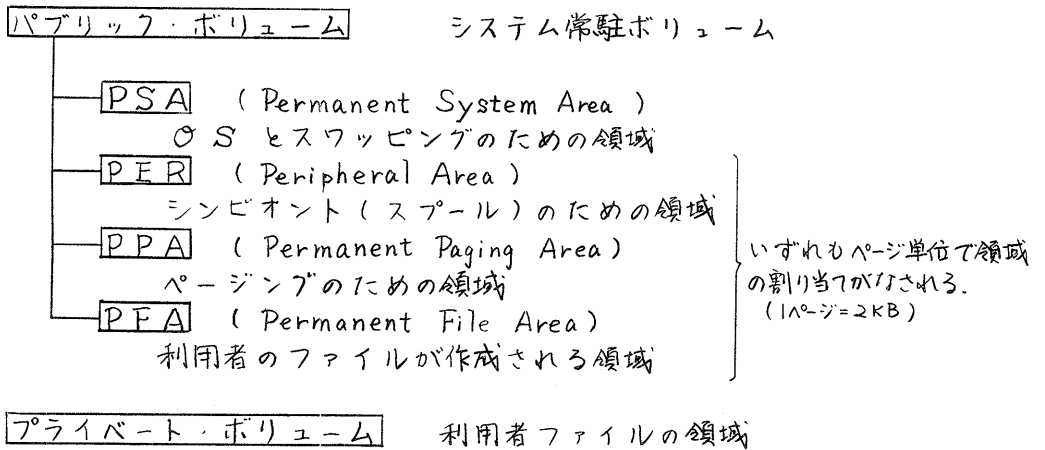 パブリック・ボリューム システム常駐ボリューム
PSA (Permanent System Area)
OSとスワッピングのための領域
PER (Peripheral Area)
シンビオント(スプール)のための領域
PPA (Permanent Paging Area)
ページングのための領域
PFA (Permanent File Area)
利用者のファイルが作成される領域
いずれもページ単位で領域
の割り当てがなされる.
(1ページ=2KB)
プライベート・ボリューム 利用者ファイルの領域